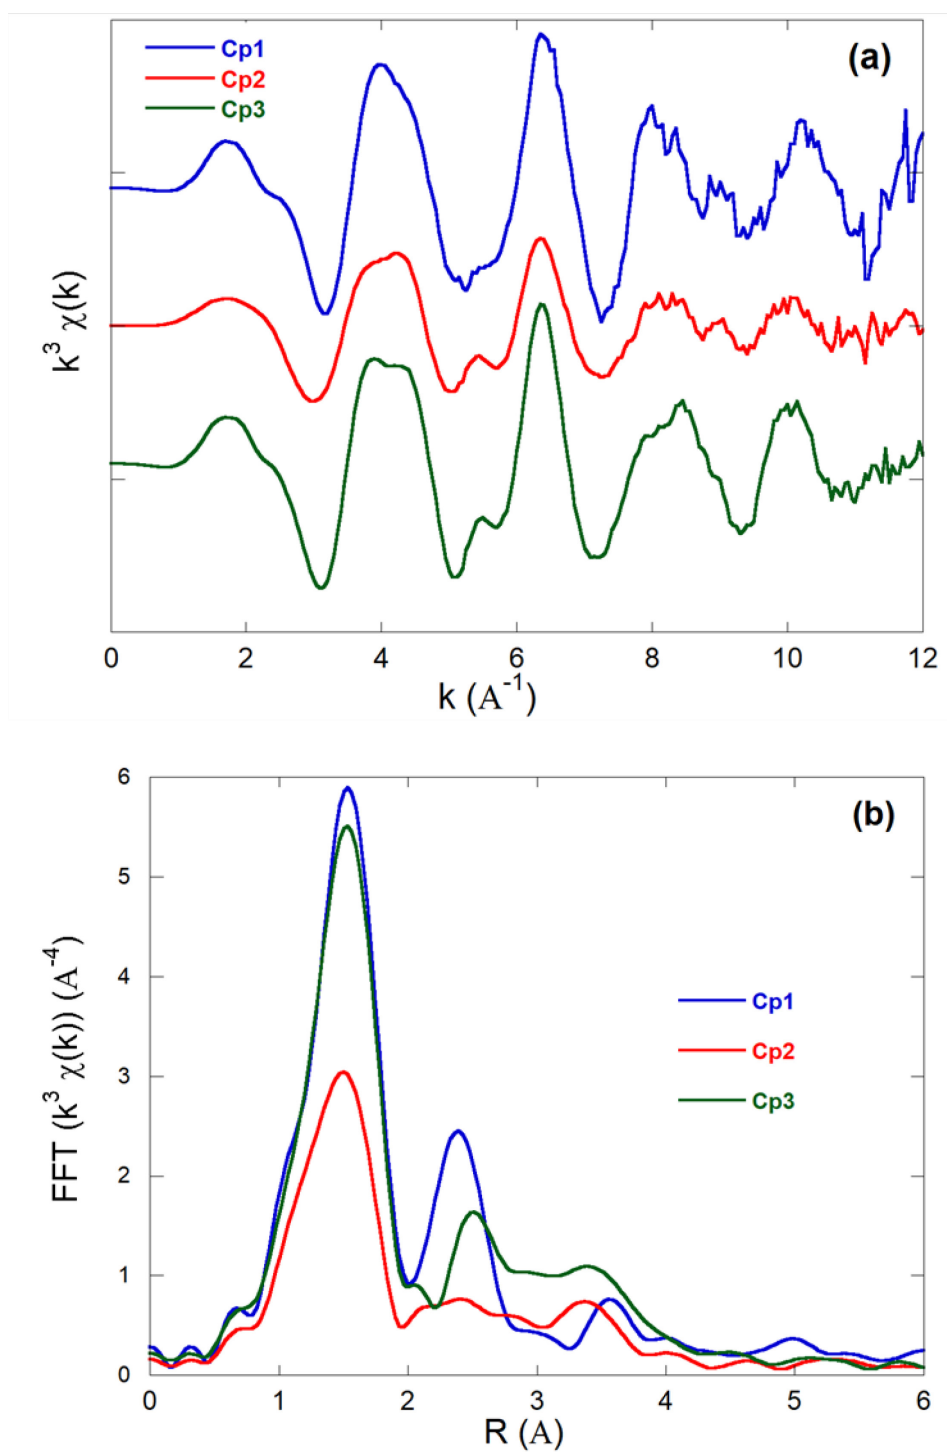 Cp1
(a)
Cp2
Cp3
k³ χ(k)
0 2 4 6 8 10 12
k (A⁻¹)
6
(b)
5
FFT (k³ χ(k)) (A⁻⁴)
4
Cp1
3
Cp2
Cp3
2
1
0
0 1 2 3 4 5 6
R (A)